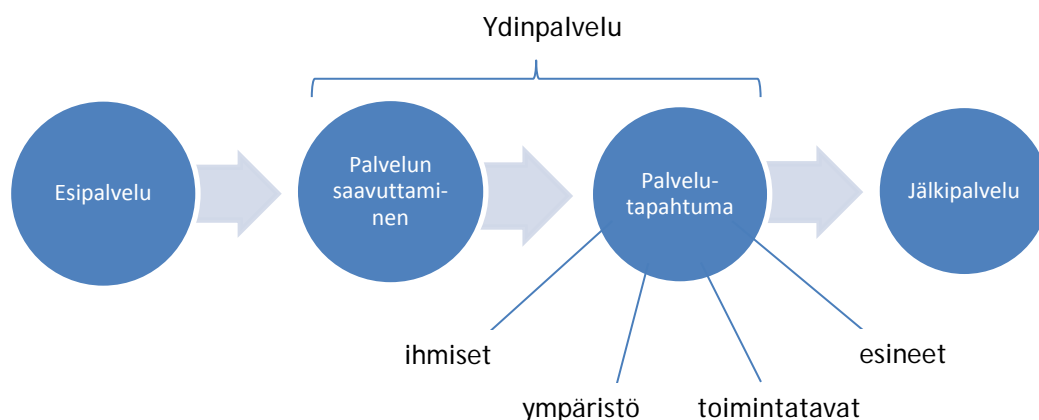 Ydinpalvelu
Esipalvelu
Palvelun
saavuttami-
nen
Palvelu-
tapahtuma
Jälkipalvelu
ihmiset
esineet
ympäristö
toimintatavat